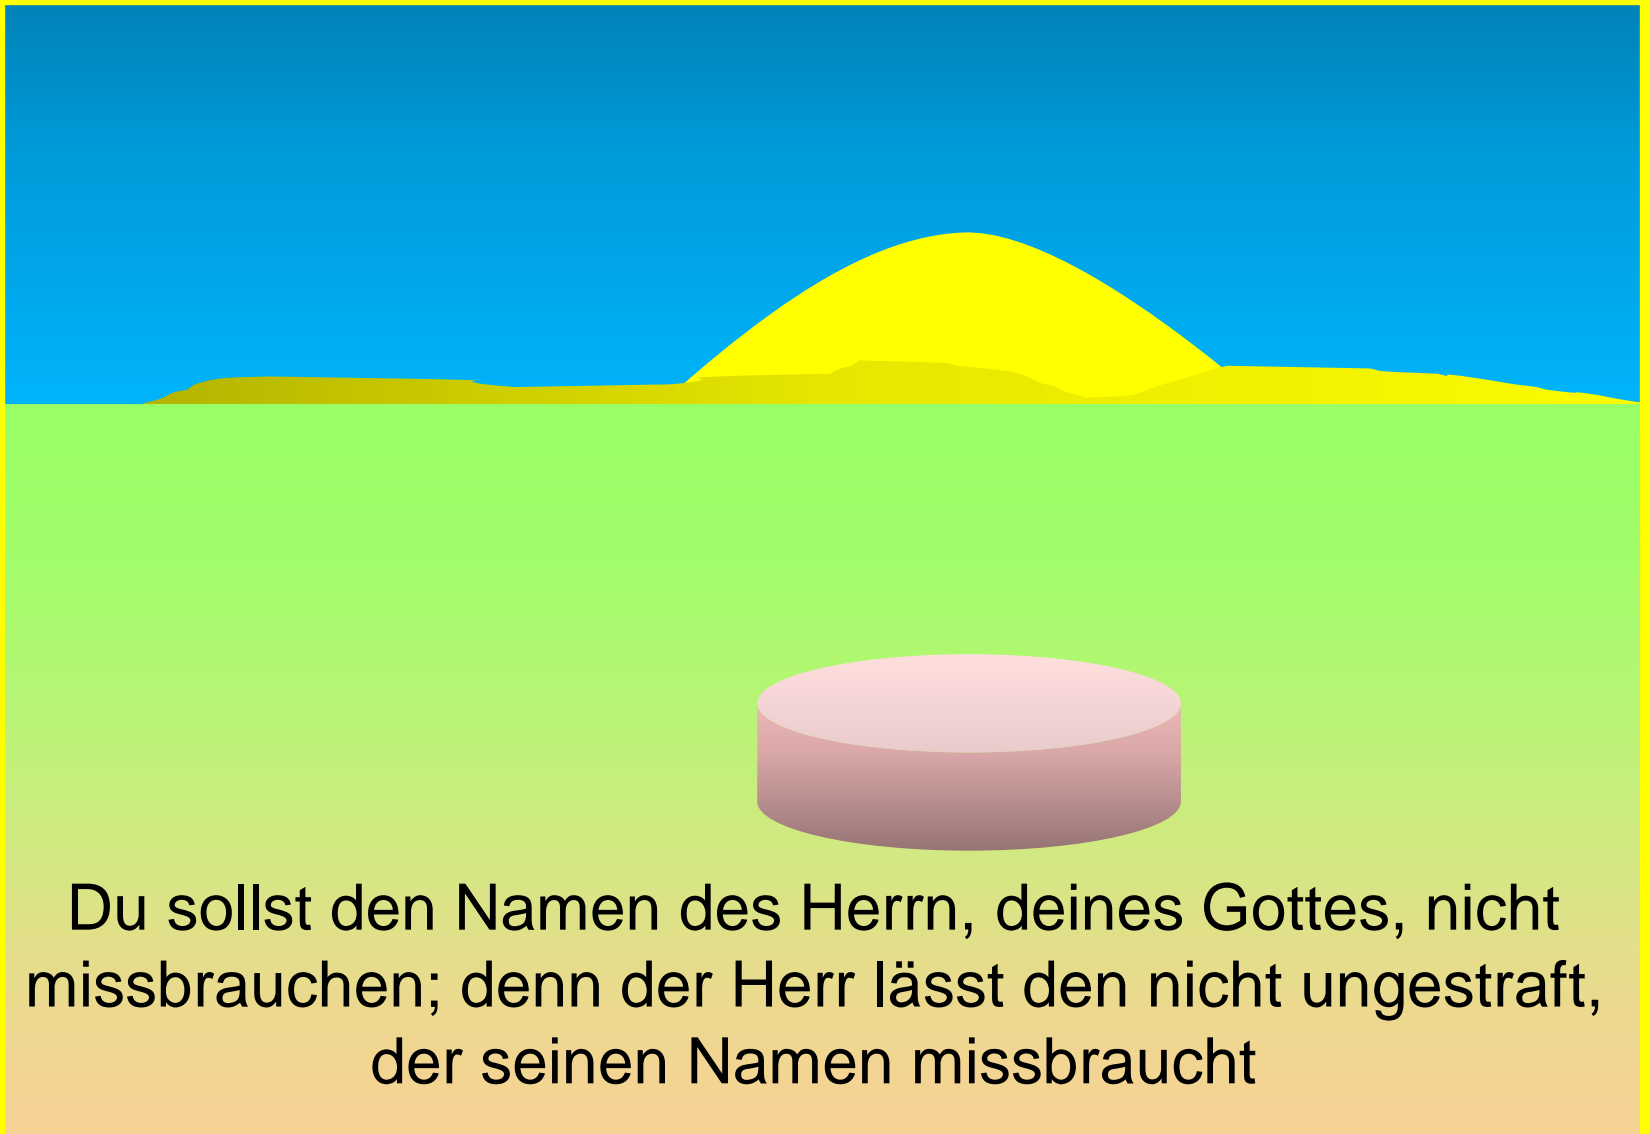 Du sollst den Namen des Herrn, deines Gottes, nicht
missbrauchen; denn der Herr lässt den nicht ungestraft,
der seinen Namen missbraucht